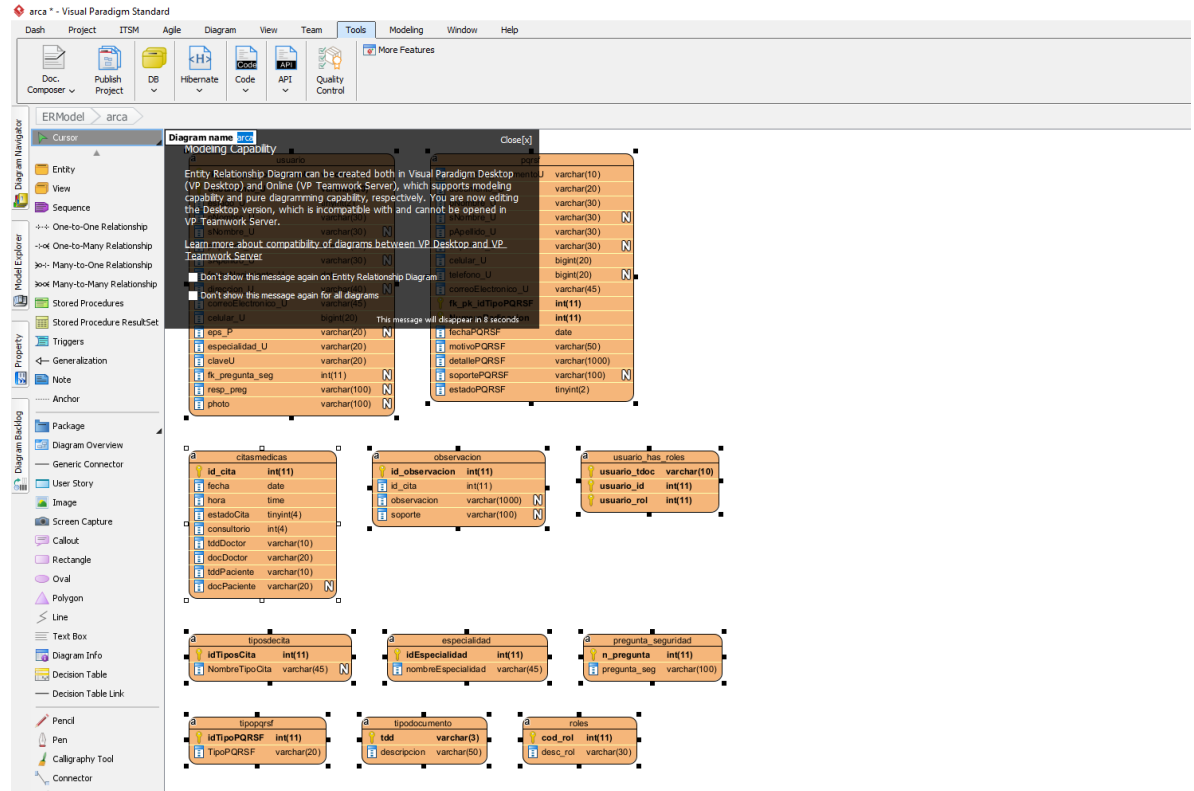 arca * - Visual Paradigm Standard
Dash Project ITSM Agile Diagram View Team Tools Modeling Window Help
Doc. Composer
Publish Project
DB
Hibernate
Code
API
Quality Control
More Features
ERModel arca
Diagram Navigator
Model Explorer
Property
Diagram Backlog
Cursor
Entity
View
Sequence
One-to-One Relationship
One-to-Many Relationship
Many-to-One Relationship
Many-to-Many Relationship
Stored Procedures
Stored Procedure ResultSet
Triggers
Generalization
Note
Anchor
Package
Diagram Overview
Generic Connector
User Story
Image
Screen Capture
Callout
Rectangle
Oval
Polygon
Line
Text Box
Diagram Info
Decision Table
Decision Table Link
Pencil
Pen
Calligraphy Tool
Connector
Diagram name arca
Modeling Capability
Close[x]
Entity Relationship Diagram can be created both in Visual Paradigm Desktop
(VP Desktop) and Online (VP Teamwork Server), which supports modeling
capability and pure diagramming capability, respectively. You are now editing
the Desktop version, which is incompatible with and cannot be opened in
VP Teamwork Server.
Learn more about compatibility of diagrams between VP Desktop and VP
Teamwork Server
Don't show this message again on Entity Relationship Diagram
Don't show this message again for all diagrams
This message will disappear in 8 seconds
usuario
sNombre_U varchar(30) N
direccion_U varchar(45) N
correoElectronico_U varchar(45)
celular_U bigint(20)
eps_P varchar(20) N
especialidad_U varchar(20)
claveU varchar(20)
fk_pregunta_seg int(11) N
resp_preg varchar(100) N
photo varchar(100) N
pqrsf
varchar(10)
varchar(20)
varchar(30)
sNombre_U varchar(30) N
pApellido_U varchar(30)
varchar(30) N
celular_U bigint(20)
telefono_U bigint(20) N
correoElectronico_U varchar(45)
fk_pk_idTipoPQRSF int(11)
int(11)
fechaPQRSF date
motivoPQRSF varchar(50)
detallePQRSF varchar(1000)
soportePQRSF varchar(100) N
estadoPQRSF tinyint(2)
citasmedicas
id_cita int(11)
fecha date
hora time
estadoCita tinyint(4)
consultorio int(4)
tddDoctor varchar(10)
docDoctor varchar(20)
tddPaciente varchar(10)
docPaciente varchar(20) N
observacion
id_observacion int(11)
id_cita int(11)
observacion varchar(1000) N
soporte varchar(100) N
usuario_has_roles
usuario_tdoc varchar(10)
usuario_id int(11)
usuario_rol int(11)
tiposdecita
idTiposCita int(11)
NombreTipoCita varchar(45) N
especialidad
idEspecialidad int(11)
nombreEspecialidad varchar(45)
pregunta_seguridad
n_pregunta int(11)
pregunta_seg varchar(100)
tipopqrsf
idTipoPQRSF int(11)
TipoPQRSF varchar(20)
tipodocumento
tdd varchar(3)
descripcion varchar(50)
roles
cod_rol int(11)
desc_rol varchar(30)